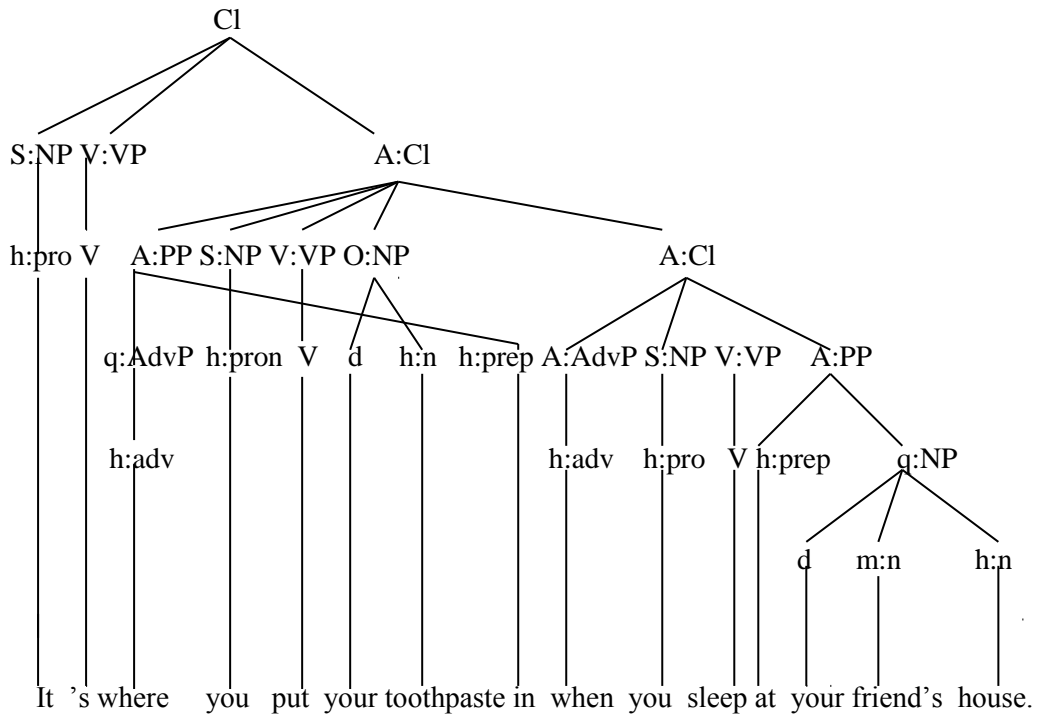 Cl
S:NP V:VP A:Cl
h:pro V A:PP S:NP V:VP O:NP A:Cl
q:AdvP h:pron V d h:n h:prep A:AdvP S:NP V:VP A:PP
h:adv h:adv h:pro V h:prep q:NP
d m:n h:n
It 's where you put your toothpaste in when you sleep at your friend's house.